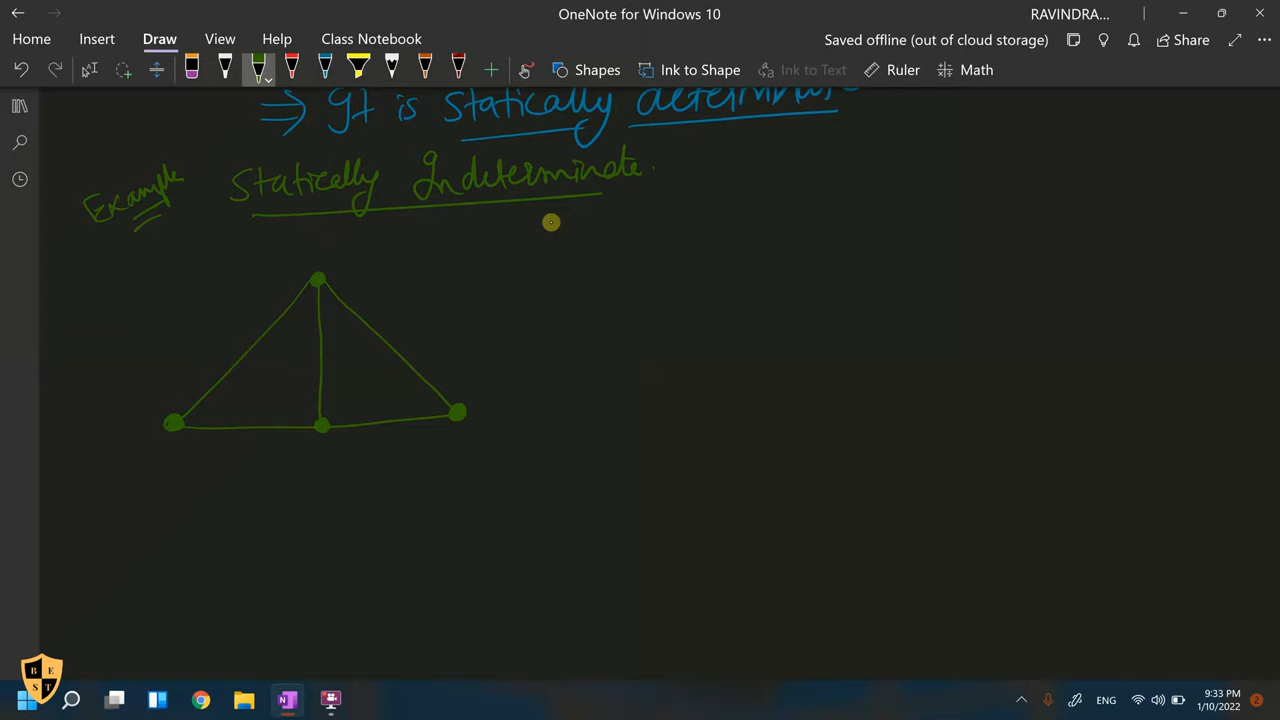 OneNote for Windows 10
RAVINDRA...
Home Insert Draw View Help Class Notebook
Saved offline (out of cloud storage)
Share
Shapes
Ink to Shape
Ink to Text
Ruler
Math
⇒ It is statically
Example Statically Indeterminate.
B E
S T
ENG
9:33 PM
1/10/2022
2